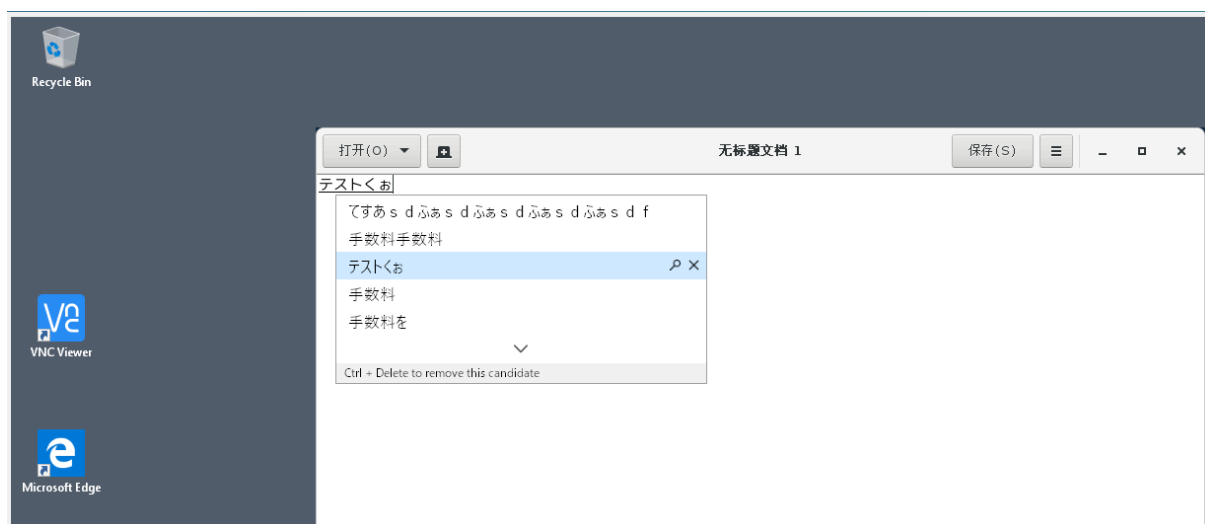 Recycle Bin
打开(O)
无标题文档 1
保存(S)
テストくぉ
てすあｓｄふぁｓｄふぁｓｄふぁｓｄふぁｓｄｆ
手数料手数料
テストくぉ
手数料
手数料を
Ctrl + Delete to remove this candidate
VNC Viewer
Microsoft Edge